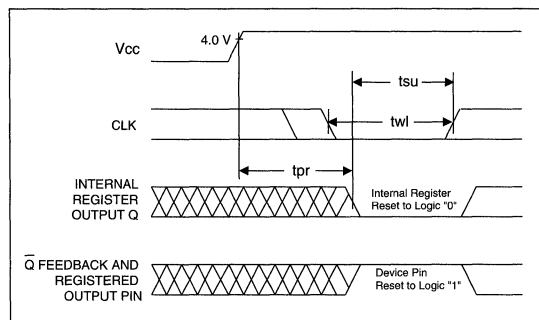 Vcc
4.0 V
tsu
CLK
twl
tpr
INTERNAL
REGISTER
OUTPUT Q
Internal Register
Reset to Logic "0"
Q̅ FEEDBACK AND
REGISTERED
OUTPUT PIN
Device Pin
Reset to Logic "1"